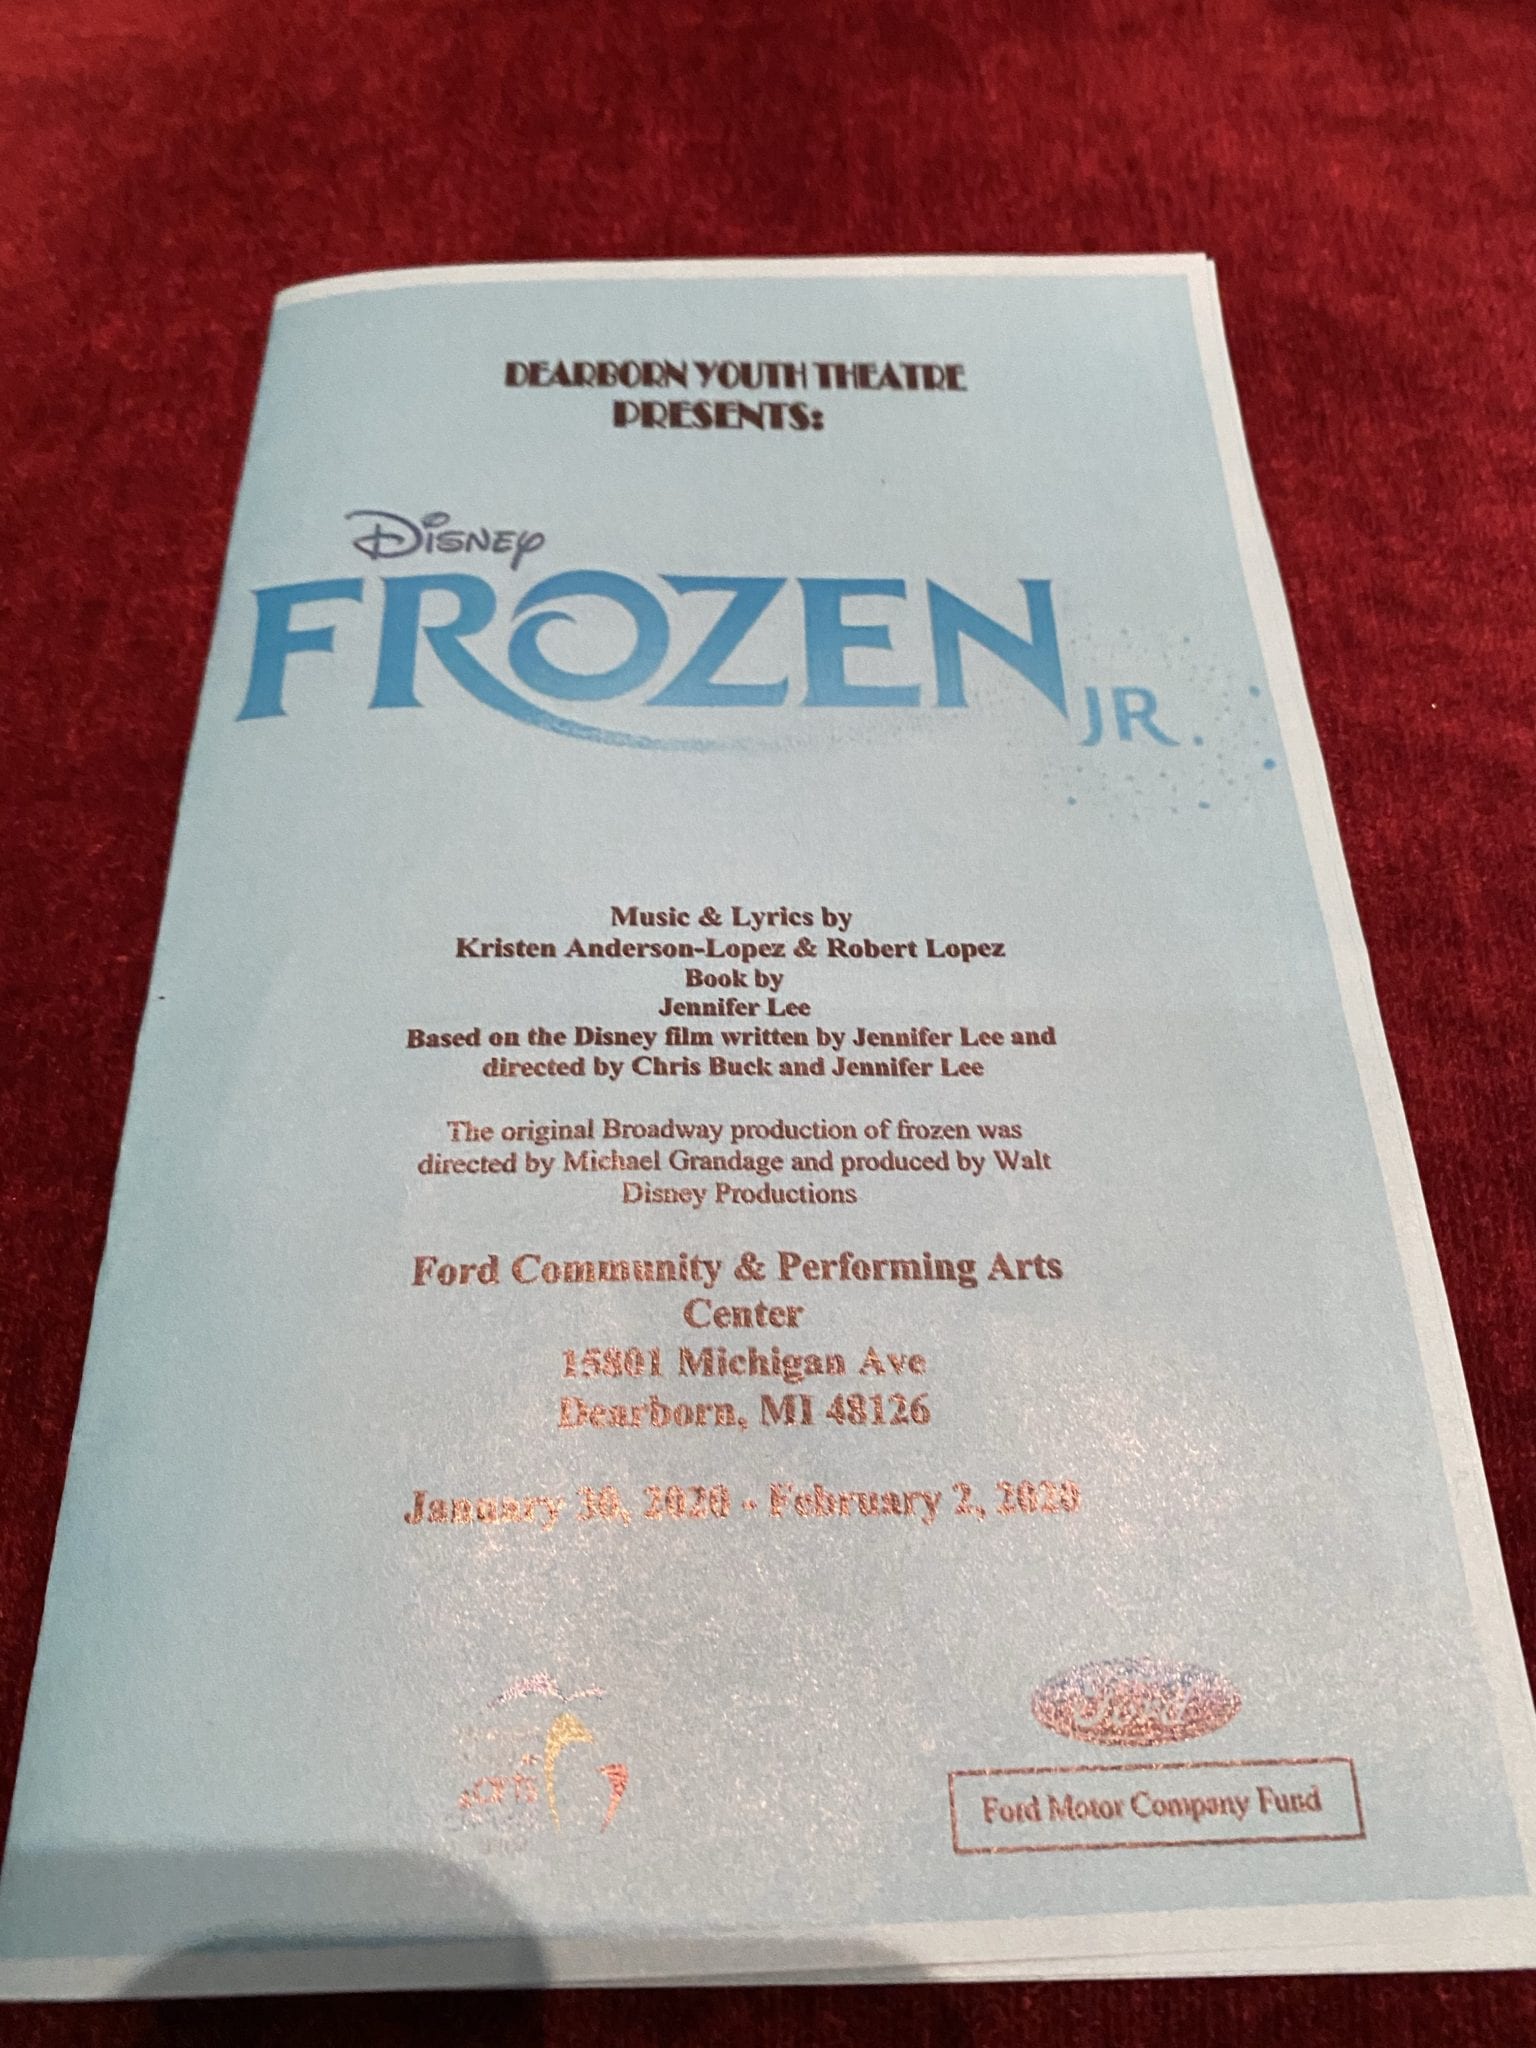 DEARBORN YOUTH THEATRE
PRESENTS:
Disney
FROZEN
JR.
Music & Lyrics by
Kristen Anderson-Lopez & Robert Lopez
Book by
Jennifer Lee
Based on the Disney film written by Jennifer Lee and
directed by Chris Buck and Jennifer Lee
The original Broadway production of frozen was
directed by Michael Grandage and produced by Walt
Disney Productions
Ford Community & Performing Arts
Center
15801 Michigan Ave
Dearborn, MI 48126
January 30, 2020 - February 2, 2020
arts
Ford
Ford Motor Company Fund